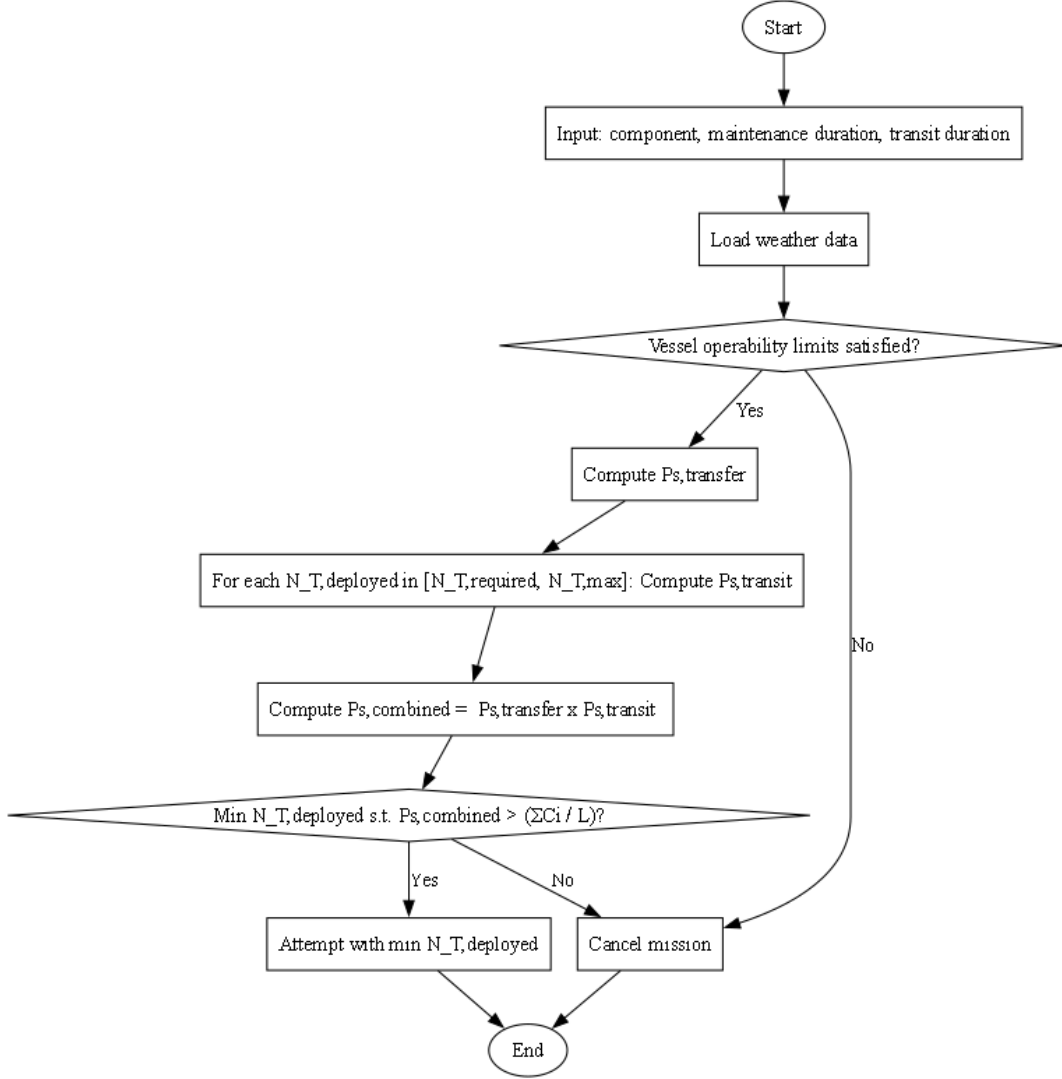 Start
Input: component, maintenance duration, transit duration
Load weather data
Vessel operability limits satisfied?
Yes
Compute Ps,transfer
For each N_T,deployed in [N_T,required, N_T,max]: Compute Ps,transit
No
Compute Ps,combined = Ps,transfer x Ps,transit
Min N_T,deployed s.t. Ps,combined > (ΣCi / L)?
Yes
No
Attempt with min N_T,deployed
Cancel mission
End